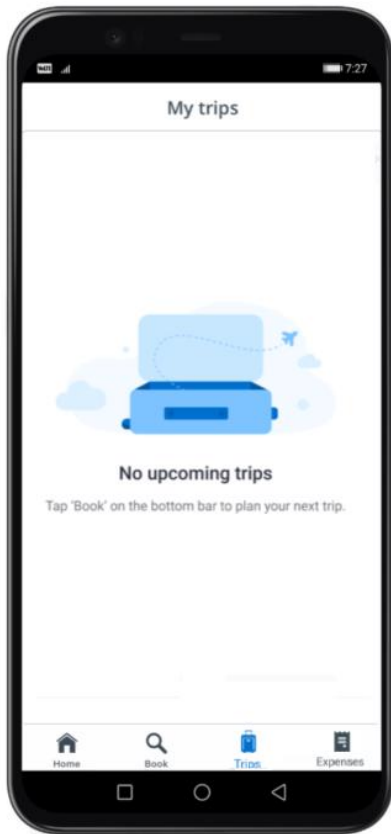 7:27
My trips
No upcoming trips
Tap 'Book' on the bottom bar to plan your next trip.
Home
Book
Trips
Expenses